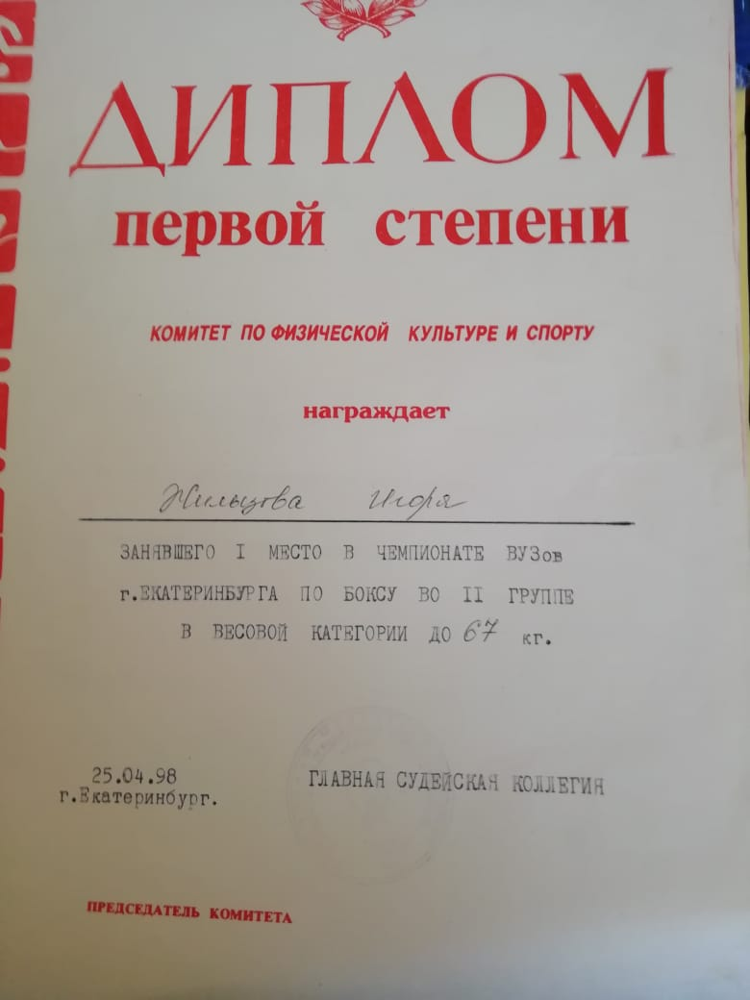 ДИПЛОМ
первой степени
КОМИТЕТ ПО ФИЗИЧЕСКОЙ КУЛЬТУРЕ И СПОРТУ
награждает
Жильцова Игоря
ЗАНЯВШЕГО I МЕСТО В ЧЕМПИОНАТЕ ВУЗов
г.ЕКАТЕРИНБУРГА ПО БОКСУ ВО II ГРУППЕ
В ВЕСОВОЙ КАТЕГОРИИ ДО 67 кг.
25.04.98
г.Екатеринбург.
ГЛАВНАЯ СУДЕЙСКАЯ КОЛЛЕГИЯ
ПРЕДСЕДАТЕЛЬ КОМИТЕТА